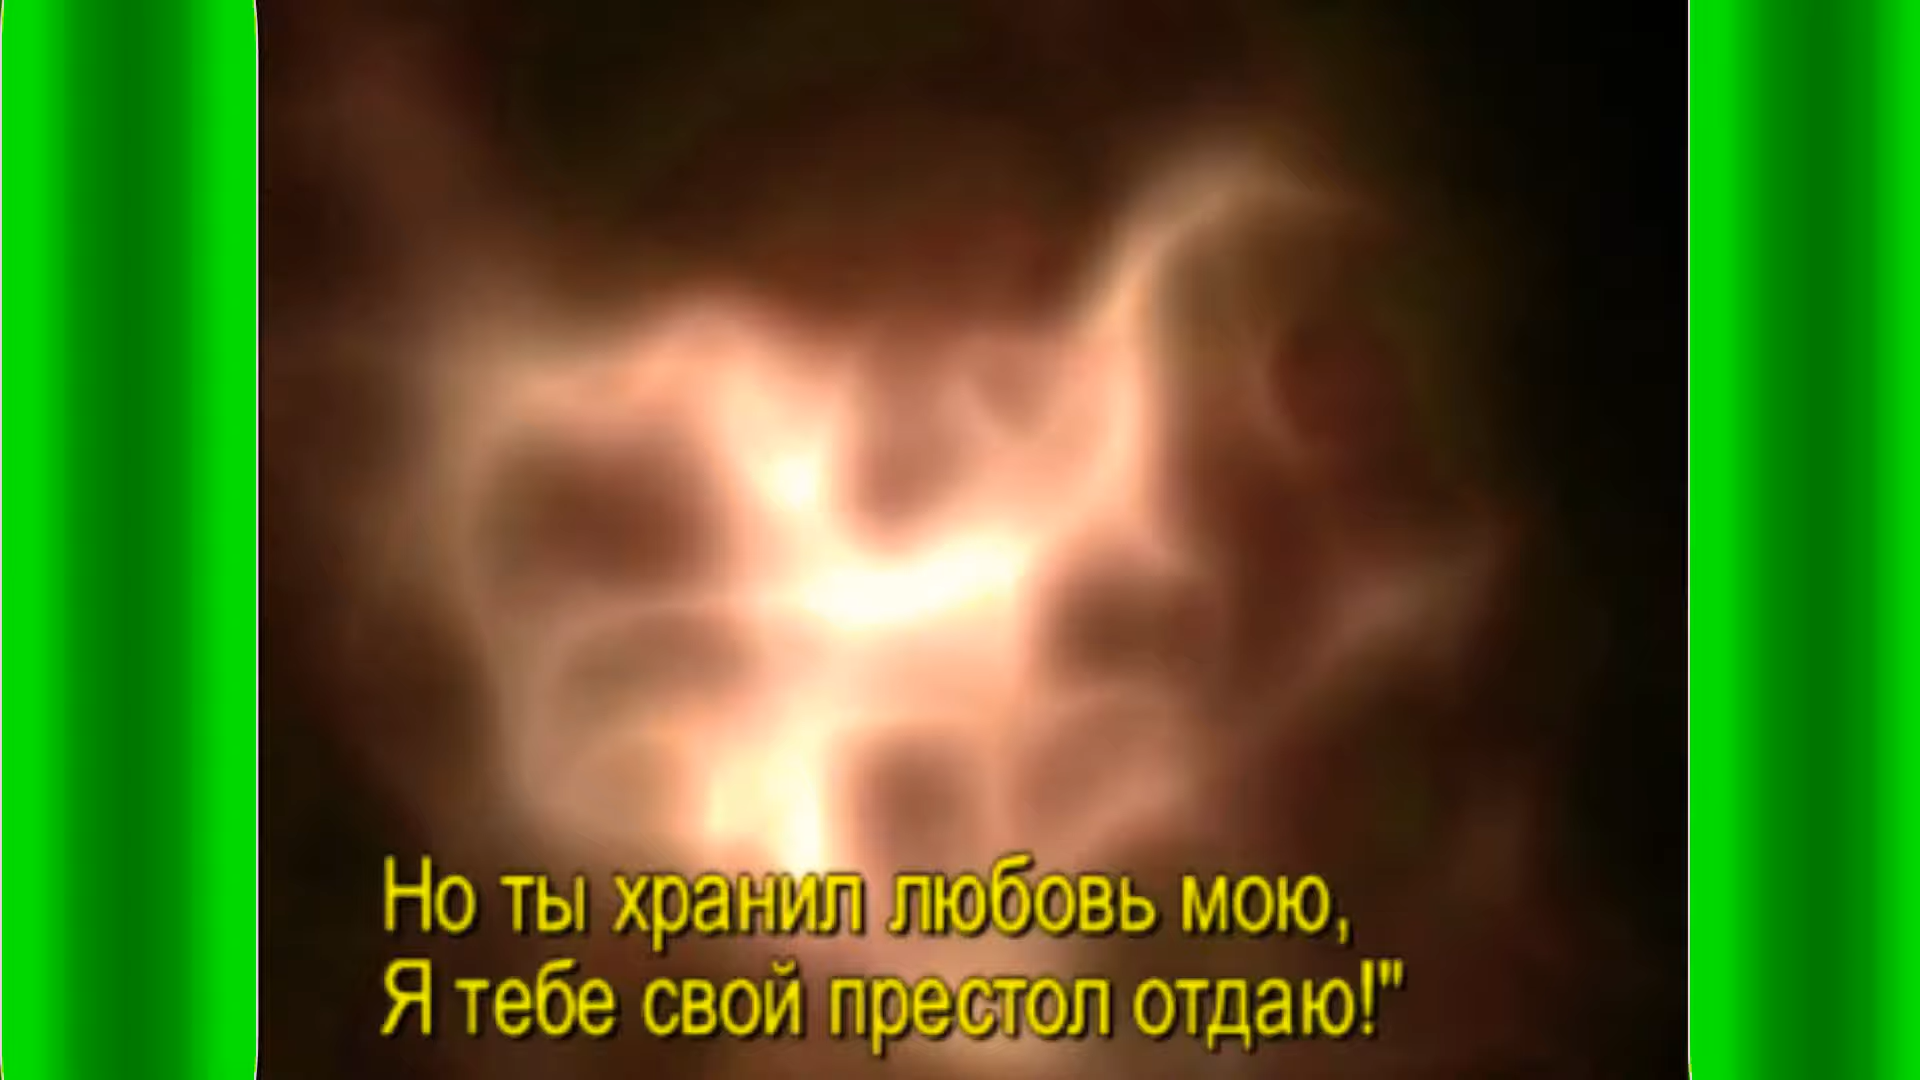 Но ты хранил любовь мою,
Я тебе свой престол отдаю!"